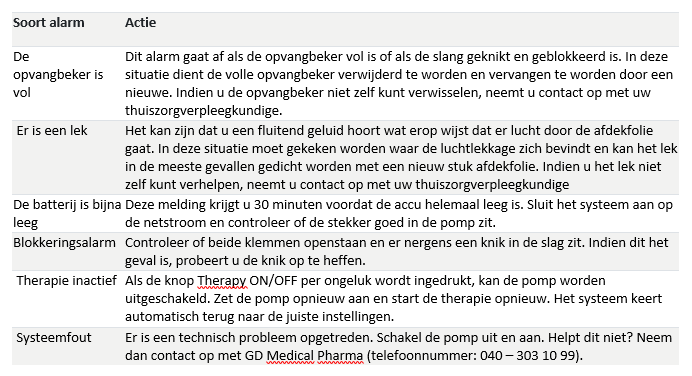 Soort alarm Actie
De Dit alarm gaat af als de opvangbeker vol is of als de slang geknikt en geblokkeerd is. In deze
opvangbeker is situatie dient de volle opvangbeker verwijderd te worden en vervangen te worden door een
vol nieuwe. Indien u de opvangbeker niet zelf kunt verwisselen, neemt u contact op met uw
thuiszorgverpleegkundige.
Er is een lek Het kan zijn dat u een fluitend geluid hoort wat erop wijst dat er lucht door de afdekfolie
gaat. In deze situatie moet gekeken worden waar de luchtlekkage zich bevindt en kan het lek
in de meeste gevallen gedicht worden met een nieuw stuk afdekfolie. Indien u het lek niet
zelf kunt verhelpen, neemt u contact op met uw thuiszorgverpleegkundige
De batterij is bijna Deze melding krijgt u 30 minuten voordat de accu helemaal leeg is. Sluit het systeem aan op
leeg de netstroom en controleer of de stekker goed in de pomp zit.
Blokkeringsalarm Controleer of beide klemmen openstaan en er nergens een knik in de slag zit. Indien dit het
geval is, probeert u de knik op te heffen.
Therapie inactief Als de knop Therapy ON/OFF per ongeluk wordt ingedrukt, kan de pomp worden
uitgeschakeld. Zet de pomp opnieuw aan en start de therapie opnieuw. Het systeem keert
automatisch terug naar de juiste instellingen.
Systeemfout Er is een technisch probleem opgetreden. Schakel de pomp uit en aan. Helpt dit niet? Neem
dan contact op met GD Medical Pharma (telefoonnummer: 040 – 303 10 99).